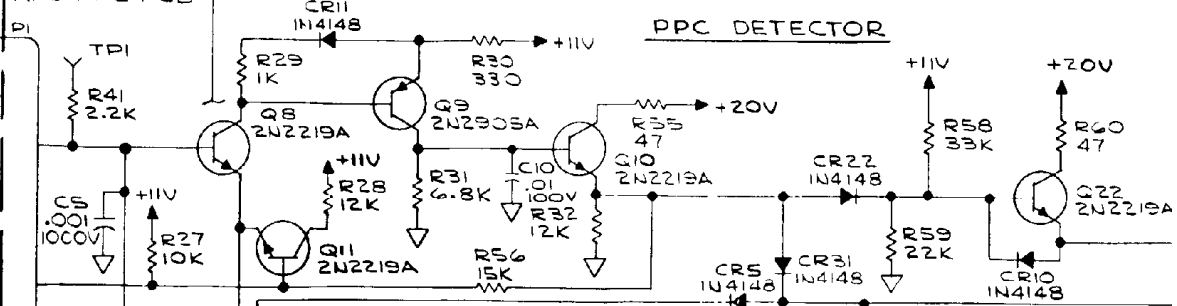 P1
TP1
R41
2.2K
C5
.001
1000V
+11V
R27
10K
CR11
1N4148
R29
1K
Q8
2N2219A
+11V
R28
12K
Q11
2N2219A
R30
330
+11V
Q9
2N2905A
R31
6.8K
C10
.01
100V
R32
12K
R56
15K
PPC DETECTOR
+20V
R35
47
Q10
2N2219A
CR22
1N4148
CR5
1N4148
CR31
1N4148
+11V
R58
33K
R59
22K
+20V
R60
47
Q22
2N2219A
CR10
1N4148